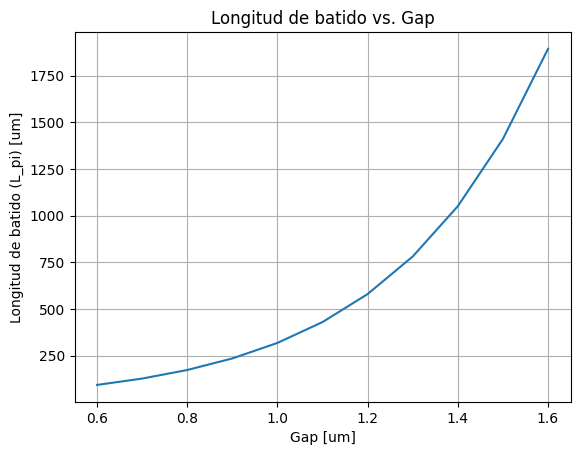 Longitud de batido vs. Gap
Longitud de batido (L_pi) [um]
1750
1500
1250
1000
750
500
250
0.6 0.8 1.0 1.2 1.4 1.6
Gap [um]